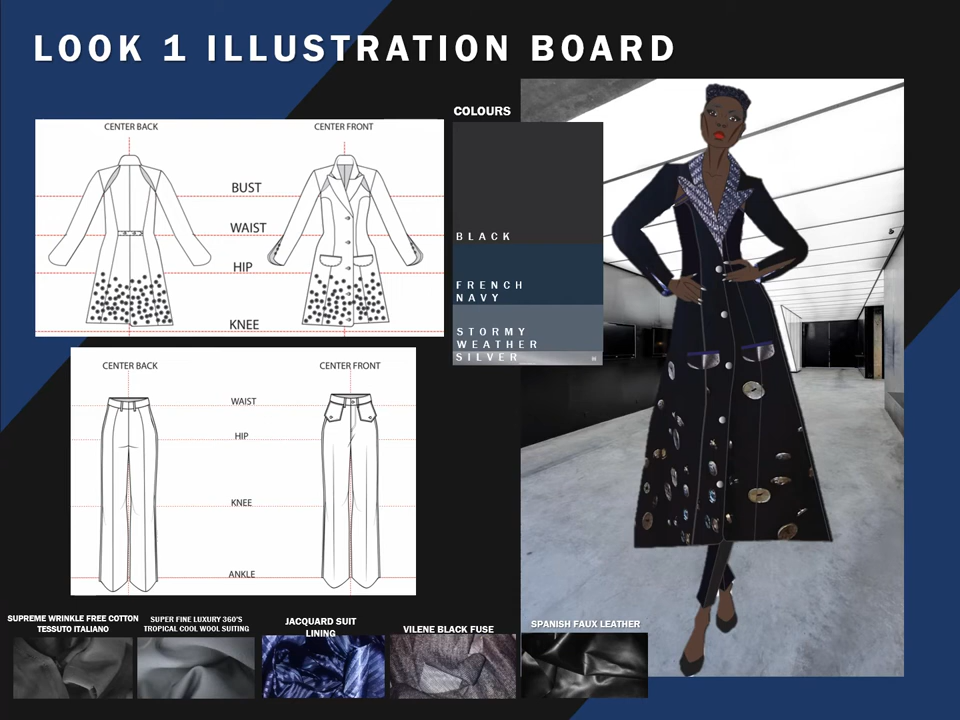 LOOK 1 ILLUSTRATION BOARD
CENTER BACK
CENTER FRONT
BUST
WAIST
HIP
KNEE
COLOURS
BLACK
FRENCH
NAVY
STORMY
WEATHER
SILVER
CENTER BACK
CENTER FRONT
WAIST
HIP
KNEE
ANKLE
SUPREME WRINKLE FREE COTTON
TESSUTO ITALIANO
SUPER FINE LUXURY 360'S
TROPICAL COOL WOOL SUITING
JACQUARD SUIT
LINING
VILENE BLACK FUSE
SPANISH FAUX LEATHER